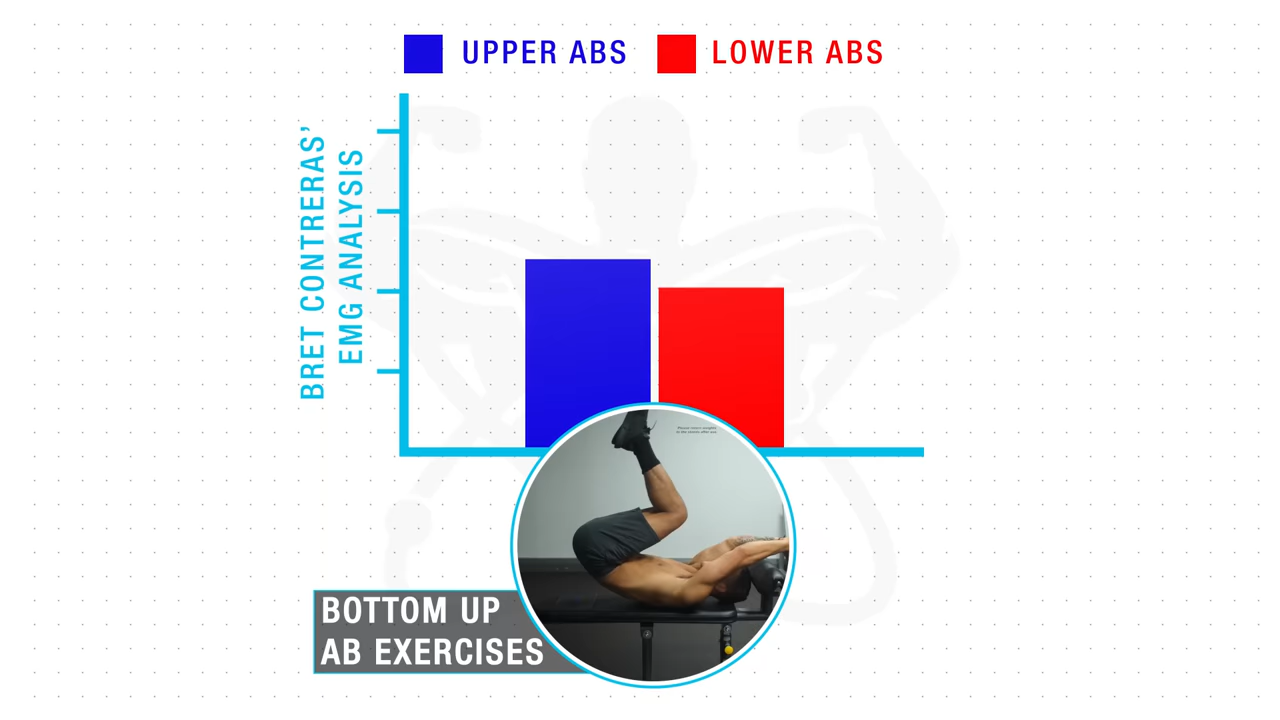 UPPER ABS
LOWER ABS
BRET CONTRERAS'
EMG ANALYSIS
BOTTOM UP
AB EXERCISES